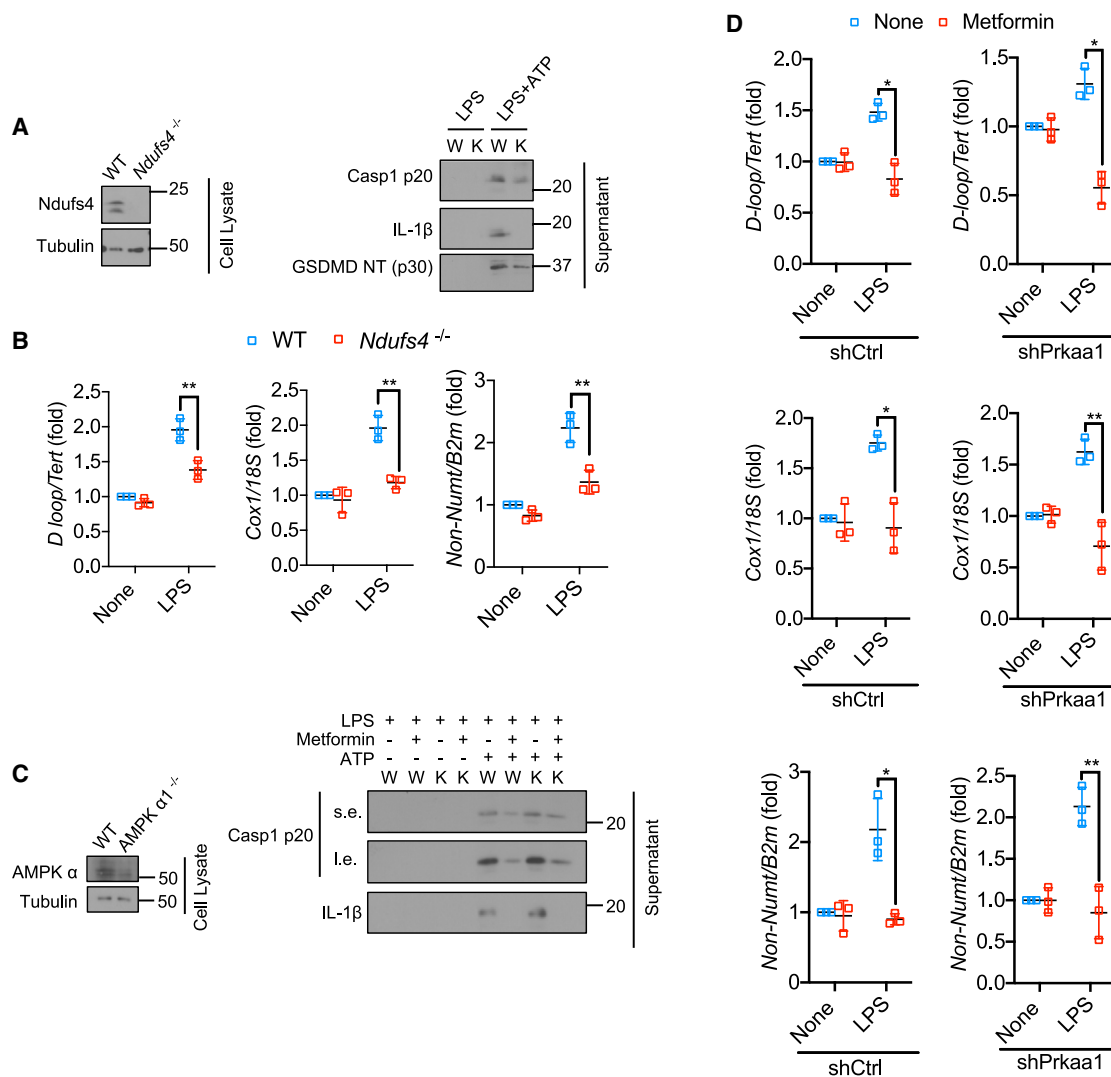 A
WT
Ndufs4 -/-
Ndufs4
25
Tubulin
50
Cell Lysate
LPS
LPS+ATP
W K W K
Casp1 p20
20
IL-1β
20
GSDMD NT (p30)
37
Supernatant
B
WT Ndufs4 -/-
D loop/Tert (fold)
2.5
2.0
1.5
1.0
0.5
0.0
**
None
LPS
Cox1/18S (fold)
2.5
2.0
1.5
1.0
0.5
0.0
**
None
LPS
Non-Numt/B2m (fold)
3
2
1
0
**
None
LPS
C
WT
AMPK α1 -/-
AMPK α
50
Tubulin
50
Cell Lysate
LPS + + + + + + + +
Metformin - + - + - + - +
ATP - - - - + + + +
W W K K W W K K
Casp1 p20
s.e.
20
l.e.
IL-1β
20
Supernatant
D
None Metformin
D-loop/Tert (fold)
2.0
1.5
1.0
0.5
0.0
*
None
LPS
shCtrl
D-loop/Tert (fold)
1.5
1.0
0.5
0.0
*
None
LPS
shPrkaa1
Cox1/18S (fold)
2.0
1.5
1.0
0.5
0.0
*
None
LPS
shCtrl
Cox1/18S (fold)
2.0
1.5
1.0
0.5
0.0
**
None
LPS
shPrkaa1
Non-Numt/B2m (fold)
3
2
1
0
*
None
LPS
shCtrl
Non-Numt/B2m (fold)
2.5
2.0
1.5
1.0
0.5
0.0
**
None
LPS
shPrkaa1